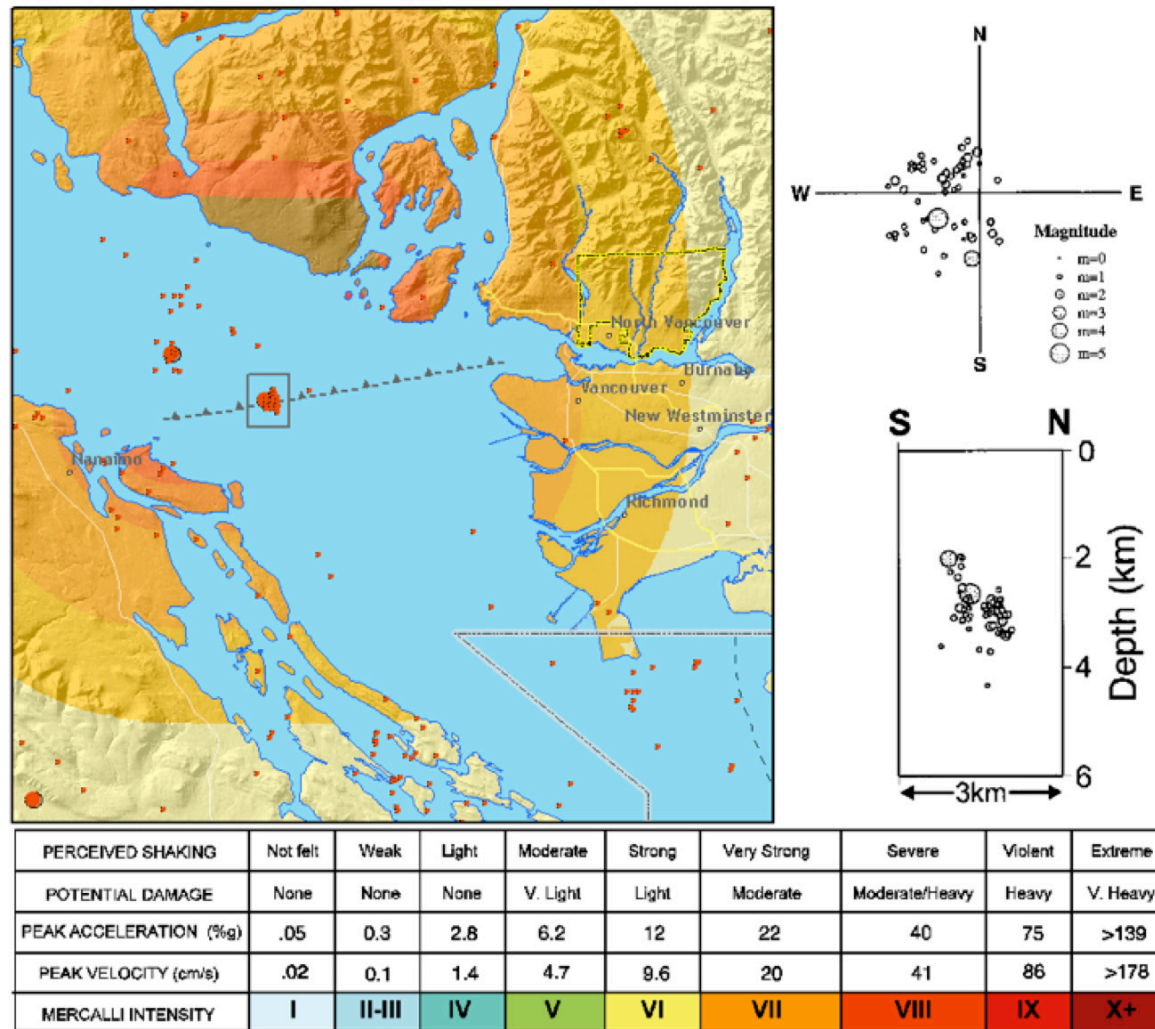 North Vancouver
Burnaby
Vancouver
New Westminster
Nanaimo
Richmond
N
W
E
S
Magnitude
m=0
m=1
m=2
m=3
m=4
m=5
S N
0
2
4
6
Depth (km)
3km
PERCEIVED SHAKING Not felt Weak Light Moderate Strong Very Strong Severe Violent Extreme
POTENTIAL DAMAGE None None None V. Light Light Moderate Moderate/Heavy Heavy V. Heavy
PEAK ACCELERATION (%g) .05 0.3 2.8 6.2 12 22 40 75 >139
PEAK VELOCITY (cm/s) .02 0.1 1.4 4.7 9.6 20 41 86 >178
MERCALLI INTENSITY I II-III IV V VI VII VIII IX X+